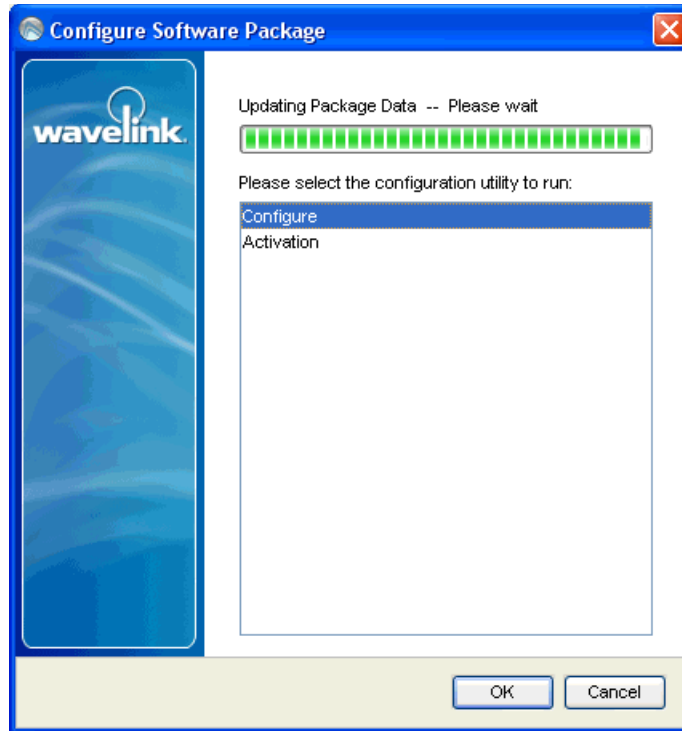 Configure Software Package
wavelink.
Updating Package Data -- Please wait
Please select the configuration utility to run:
Configure
Activation
OK
Cancel